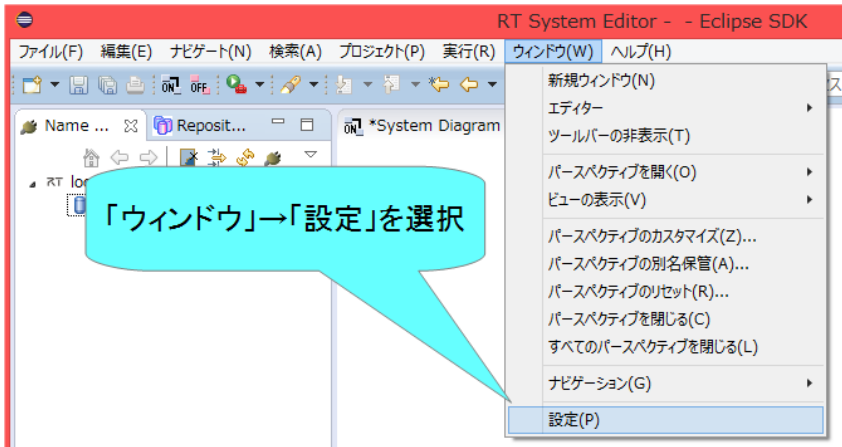 RT System Editor - - Eclipse SDK
ファイル(F) 編集(E) ナビゲート(N) 検索(A) プロジェクト(P) 実行(R) ウィンドウ(W) ヘルプ(H)
ON OFF
Name ... Reposit... *System Diagram
RT
「ウィンドウ」→「設定」を選択
新規ウィンドウ(N)
エディター
ツールバーの非表示(T)
パースペクティブを開く(O)
ビューの表示(V)
パースペクティブのカスタマイズ(Z)...
パースペクティブの別名保管(A)...
パースペクティブのリセット(R)...
パースペクティブを閉じる(C)
すべてのパースペクティブを閉じる(L)
ナビゲーション(G)
設定(P)